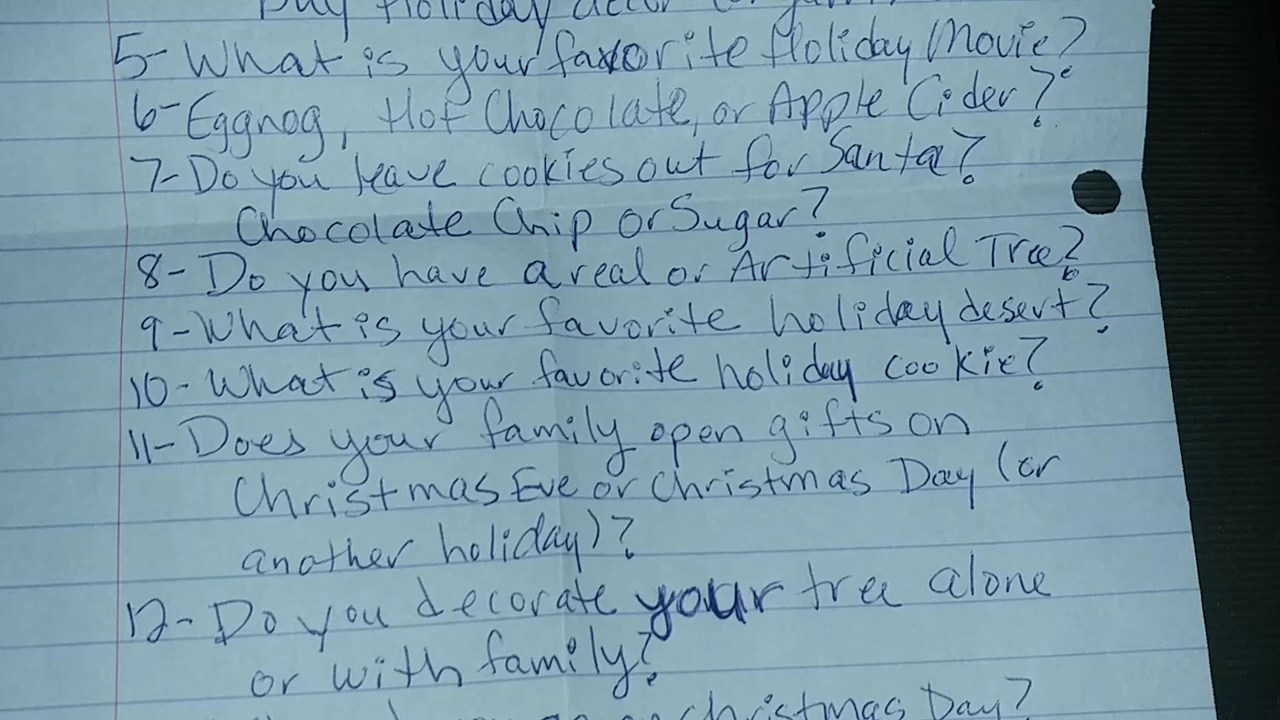 Holiday
5-What is your favorite Holiday Movie?
6-Eggnog, Hot Chocolate, or Apple Cider?
7-Do you leave cookies out for Santa?
Chocolate Chip or Sugar?
8-Do you have a real or Artificial Tree?
9-What is your favorite holiday desert?
10-What is your favorite holiday cookie?
11-Does your family open gifts on
Christmas Eve or Christmas Day (or
another holiday)?
12-Do you decorate your tree alone
or with family?
Christmas Day?